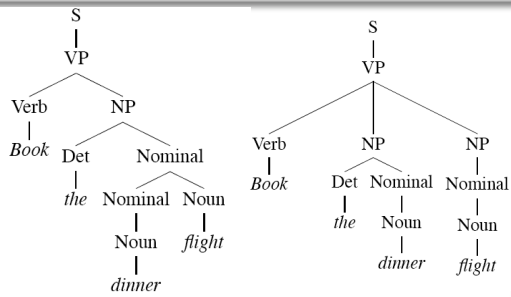 S
VP
Verb NP
Book Det Nominal
the Nominal Noun
Noun flight
dinner
S
VP
Verb NP NP
Book Det Nominal Nominal
the Noun Noun
dinner flight